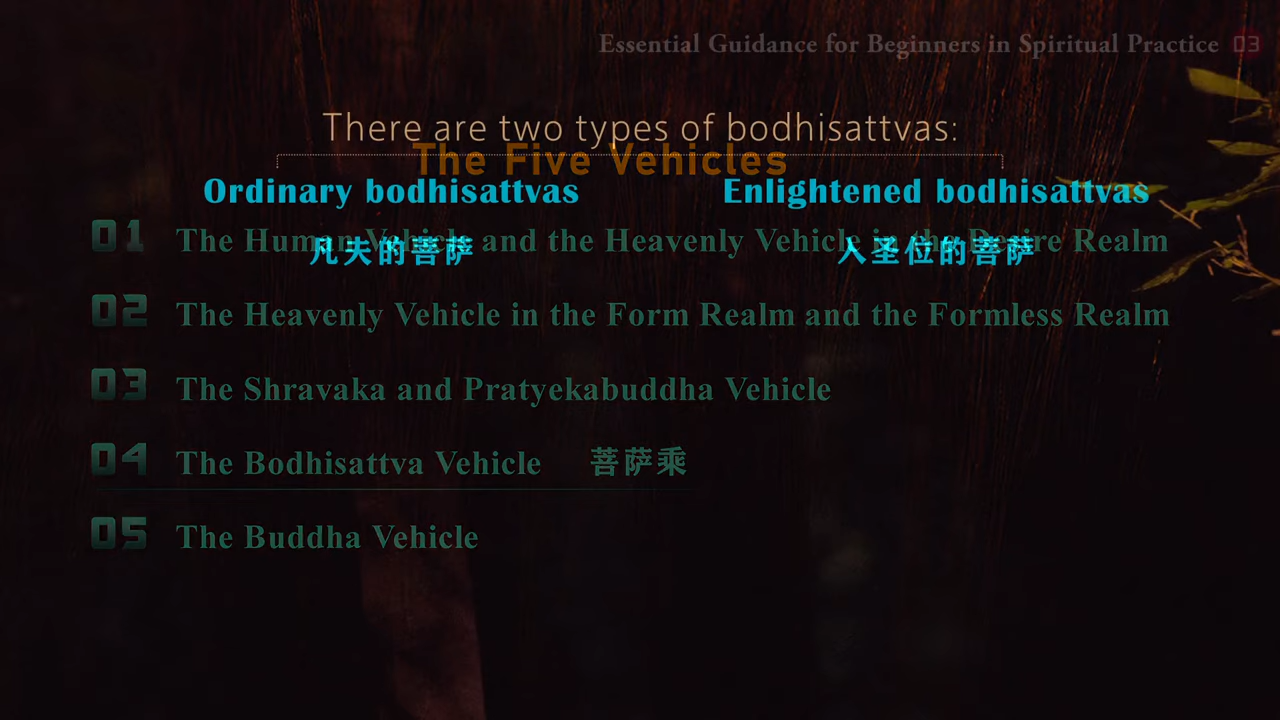 Essential Guidance for Beginners in Spiritual Practice 03
There are two types of bodhisattvas:
The Five Vehicles
Ordinary bodhisattvas Enlightened bodhisattvas
凡夫的菩萨 入圣位的菩萨
01 The Human Vehicle and the Heavenly Vehicle in the Desire Realm
02 The Heavenly Vehicle in the Form Realm and the Formless Realm
03 The Shravaka and Pratyekabuddha Vehicle
04 The Bodhisattva Vehicle 菩萨乘
05 The Buddha Vehicle